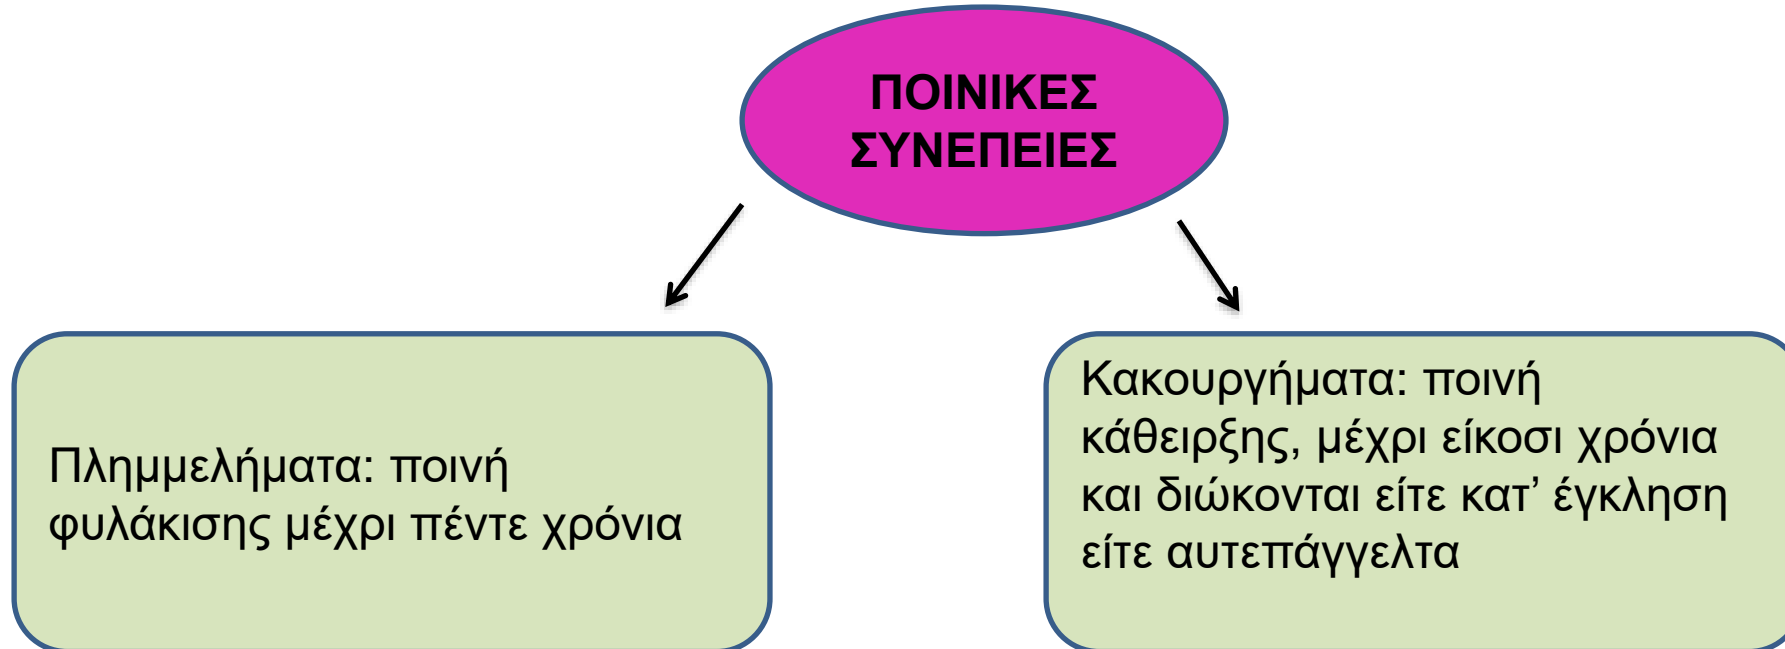 ΠΟΙΝΙΚΕΣ
ΣΥΝΕΠΕΙΕΣ
Πλημμελήματα: ποινή
φυλάκισης μέχρι πέντε χρόνια
Κακουργήματα: ποινή
κάθειρξης, μέχρι είκοσι χρόνια
και διώκονται είτε κατ’ έγκληση
είτε αυτεπάγγελτα